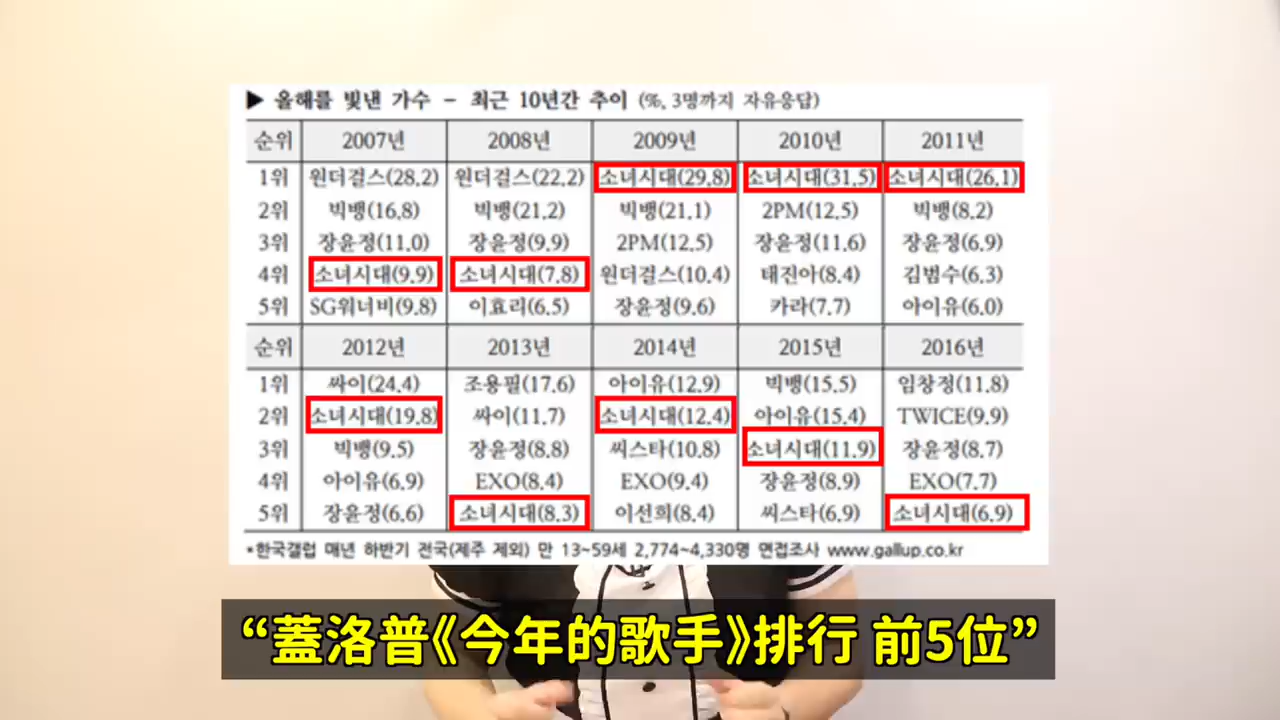 ▶ 올해를 빛낸 가수 - 최근 10년간 추이 (%, 3명까지 자유응답)
순위 2007년 2008년 2009년 2010년 2011년
1위 원더걸스(28.2) 원더걸스(22.2) 소녀시대(29.8) 소녀시대(31.5) 소녀시대(26.1)
2위 빅뱅(16.8) 빅뱅(21.2) 빅뱅(21.1) 2PM(12.5) 빅뱅(8.2)
3위 장윤정(11.0) 장윤정(9.9) 2PM(12.5) 장윤정(11.6) 장윤정(6.9)
4위 소녀시대(9.9) 소녀시대(7.8) 원더걸스(10.4) 태진아(8.4) 김범수(6.3)
5위 SG워너비(9.8) 이효리(6.5) 장윤정(9.6) 카라(7.7) 아이유(6.0)
순위 2012년 2013년 2014년 2015년 2016년
1위 싸이(24.4) 조용필(17.6) 아이유(12.9) 빅뱅(15.5) 임창정(11.8)
2위 소녀시대(19.8) 싸이(11.7) 소녀시대(12.4) 아이유(15.4) TWICE(9.9)
3위 빅뱅(9.5) 장윤정(8.8) 씨스타(10.8) 소녀시대(11.9) 장윤정(8.7)
4위 아이유(6.9) EXO(8.4) EXO(9.4) 장윤정(8.9) EXO(7.7)
5위 장윤정(6.6) 소녀시대(8.3) 이선희(8.4) 씨스타(6.9) 소녀시대(6.9)
*한국갤럽 매년 하반기 전국(제주 제외) 만 13~59세 2,774~4,330명 면접조사 www.gallup.co.kr
“蓋洛普《今年的歌手》排行 前5位”